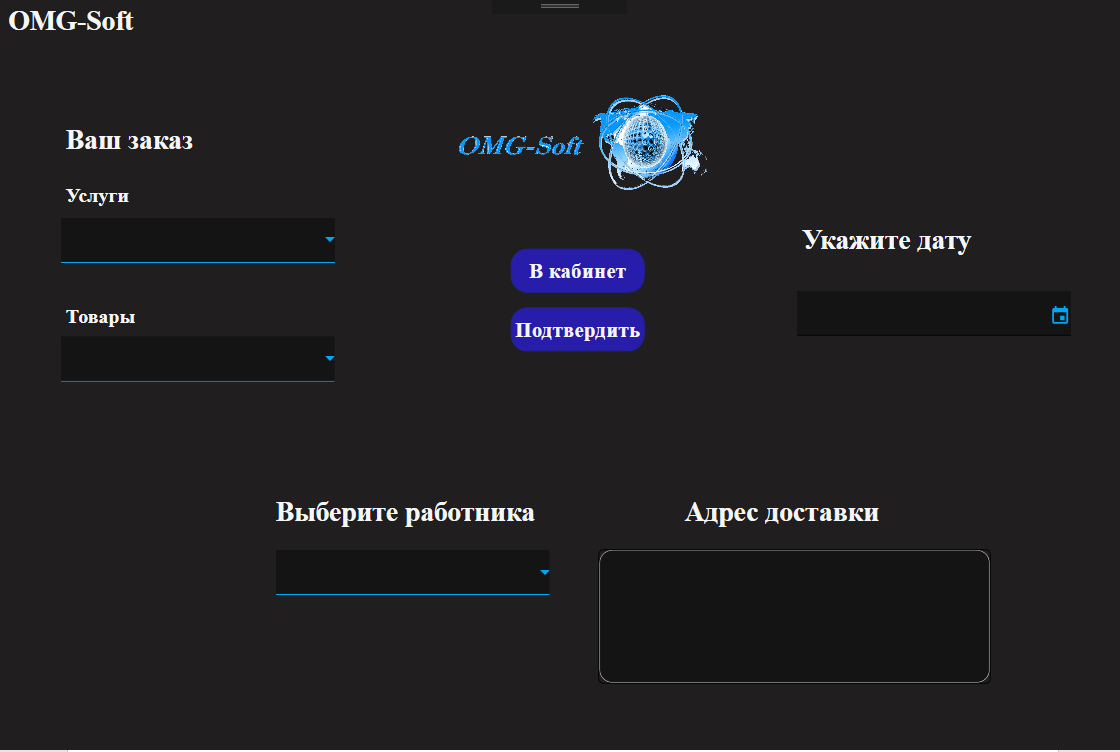 OMG-Soft
OMG-Soft
Ваш заказ
Услуги
Товары
В кабинет
Подтвердить
Укажите дату
Выберите работника
Адрес доставки